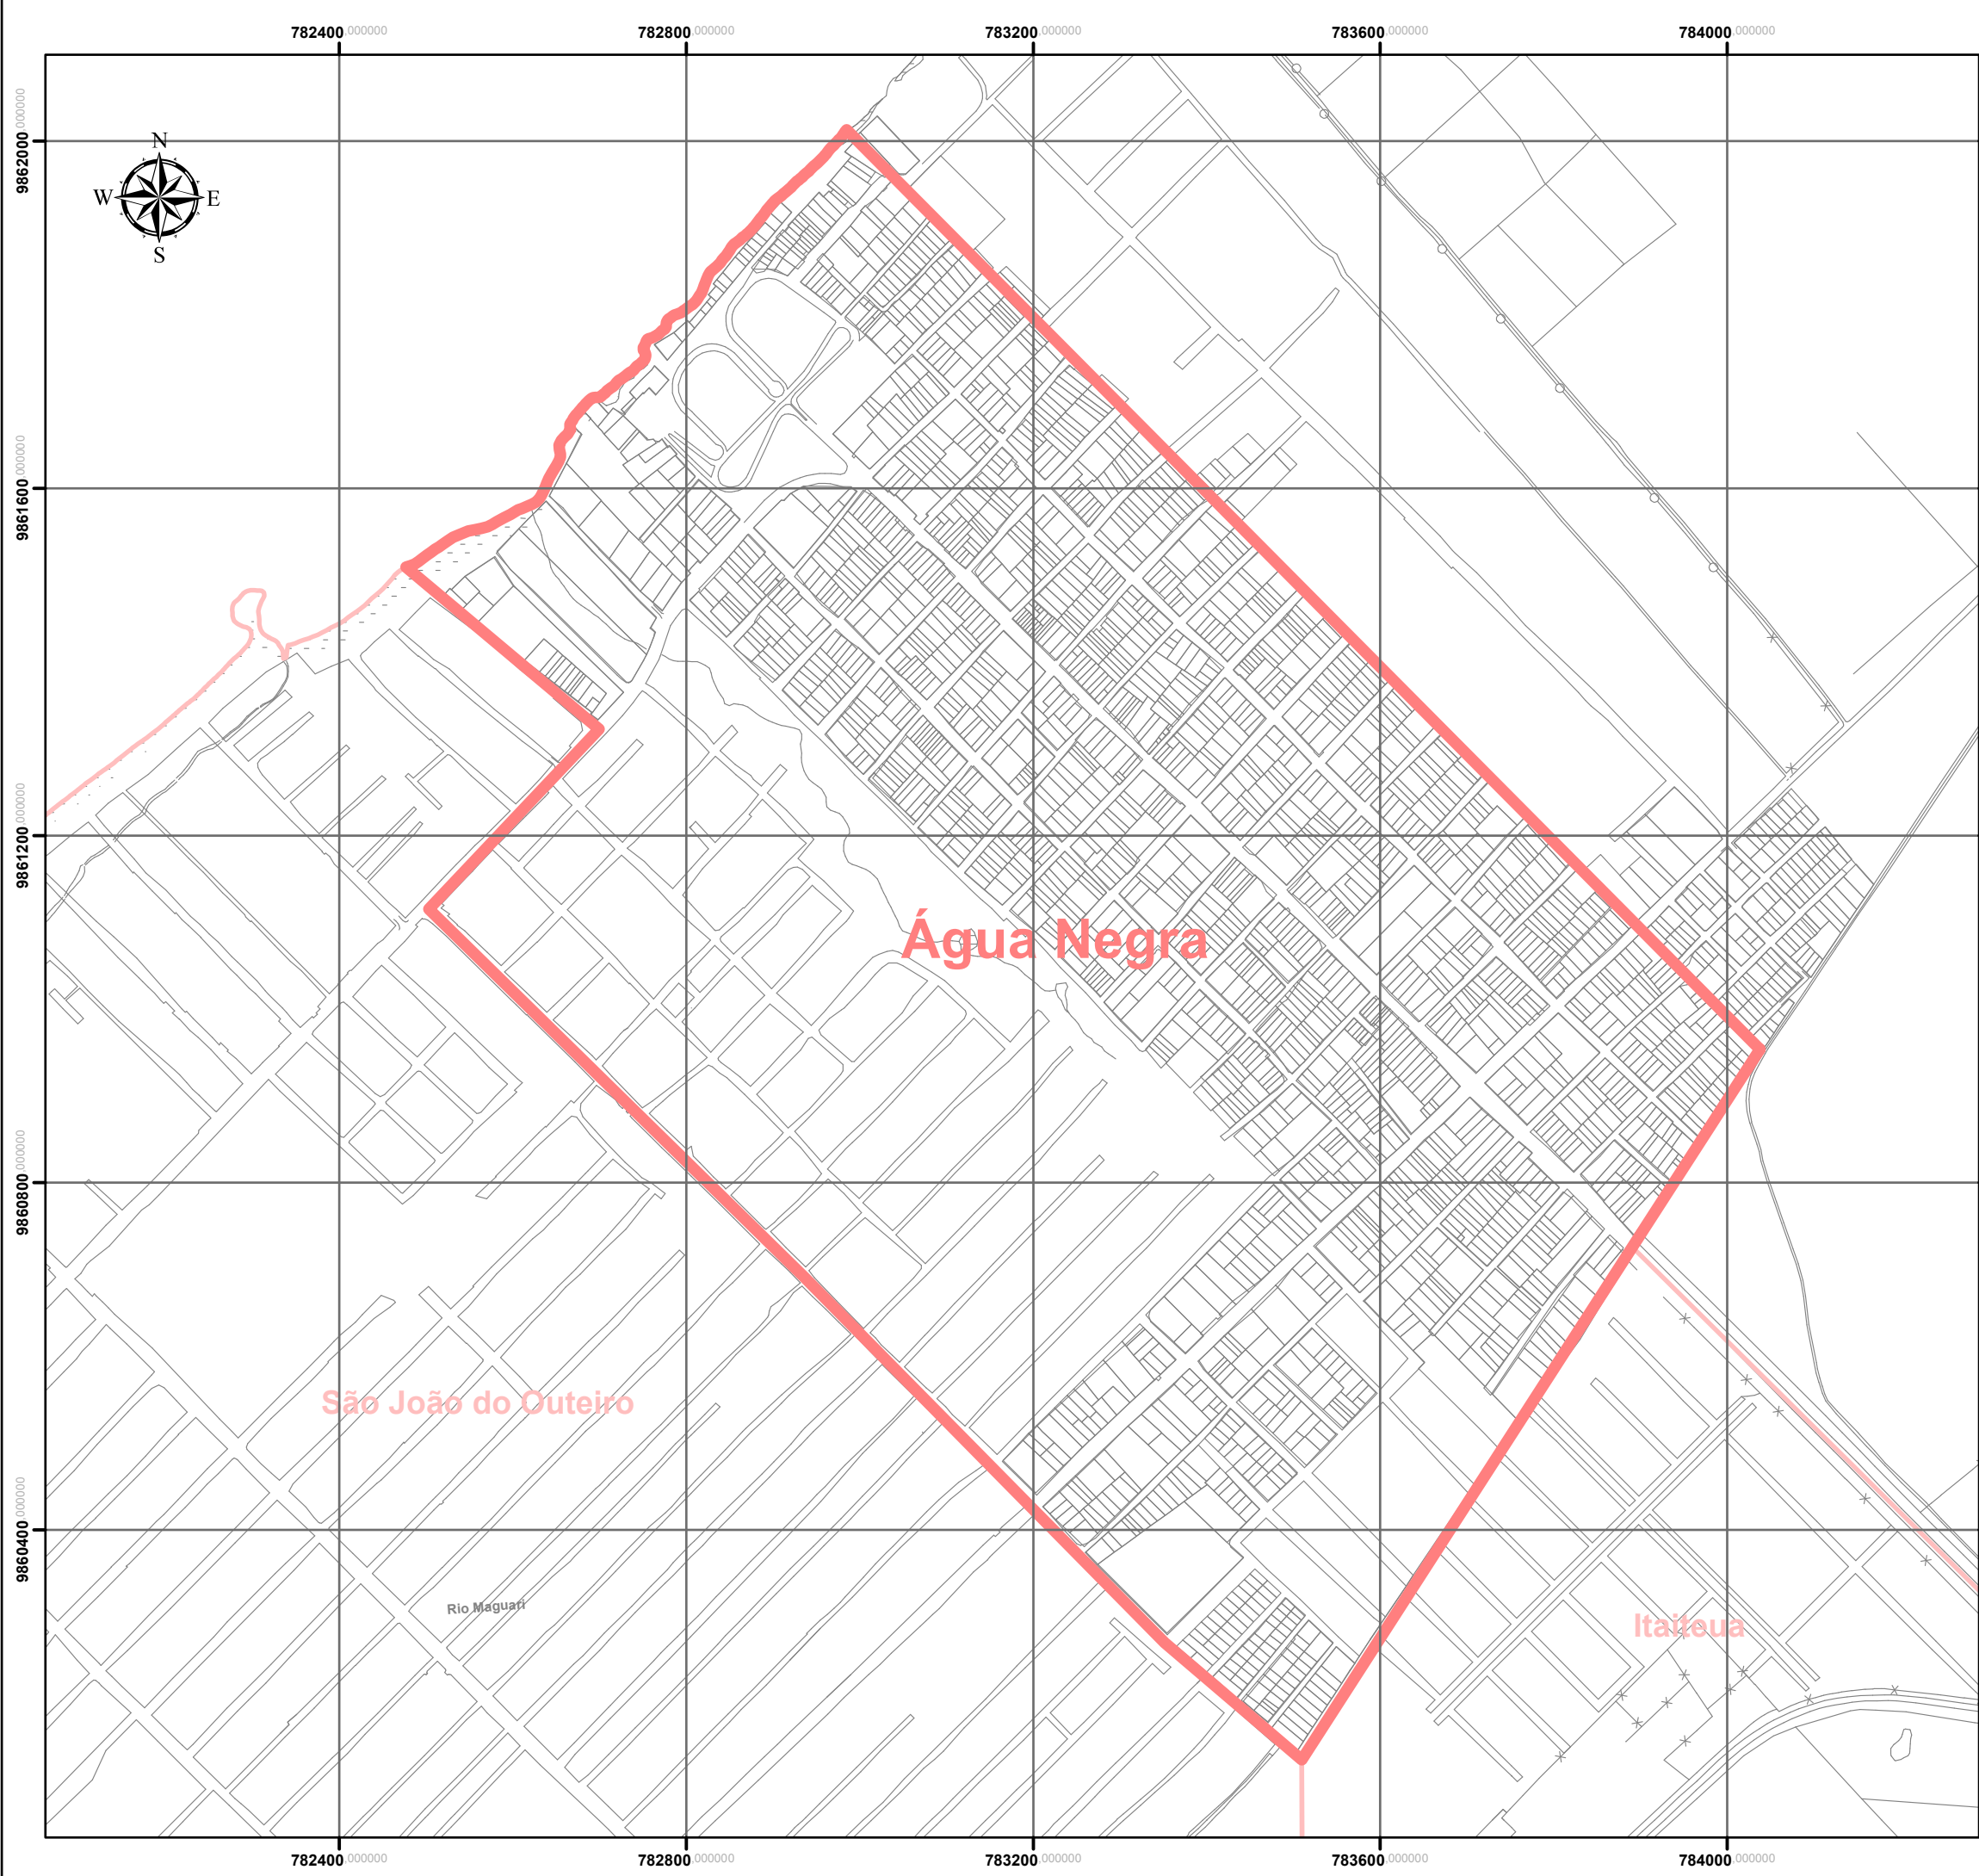 782400.000000 782800.000000 783200.000000 783600.000000 784000.000000
9862000.000000
N
W E
S
9861600.000000
9861200.000000
Água Negra
9860800.000000
São João do Outeiro
9860400.000000
Rio Maguari
Itaiteua
782400.000000 782800.000000 783200.000000 783600.000000 784000.000000